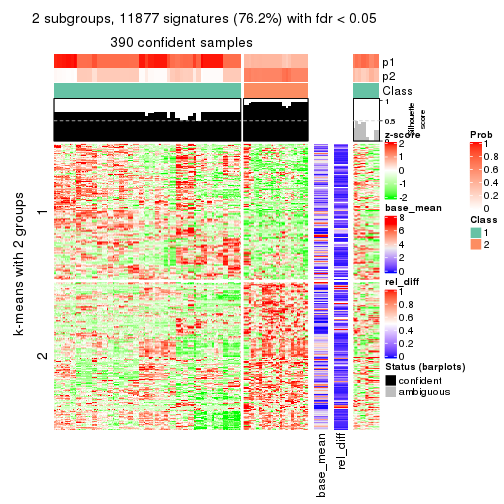 2 subgroups, 11877 signatures (76.2%) with fdr < 0.05
390 confident samples
p1
p2
Class
1
0.5
0
Silhouette
score
k-means with 2 groups
1
2
base_mean
rel_diff
z-score
2
1
0
-1
-2
base_mean
8
6
4
2
0
rel_diff
1
0.8
0.6
0.4
0.2
0
Status (barplots)
confident
ambiguous
Prob
1
0.8
0.6
0.4
0.2
0
Class
1
2